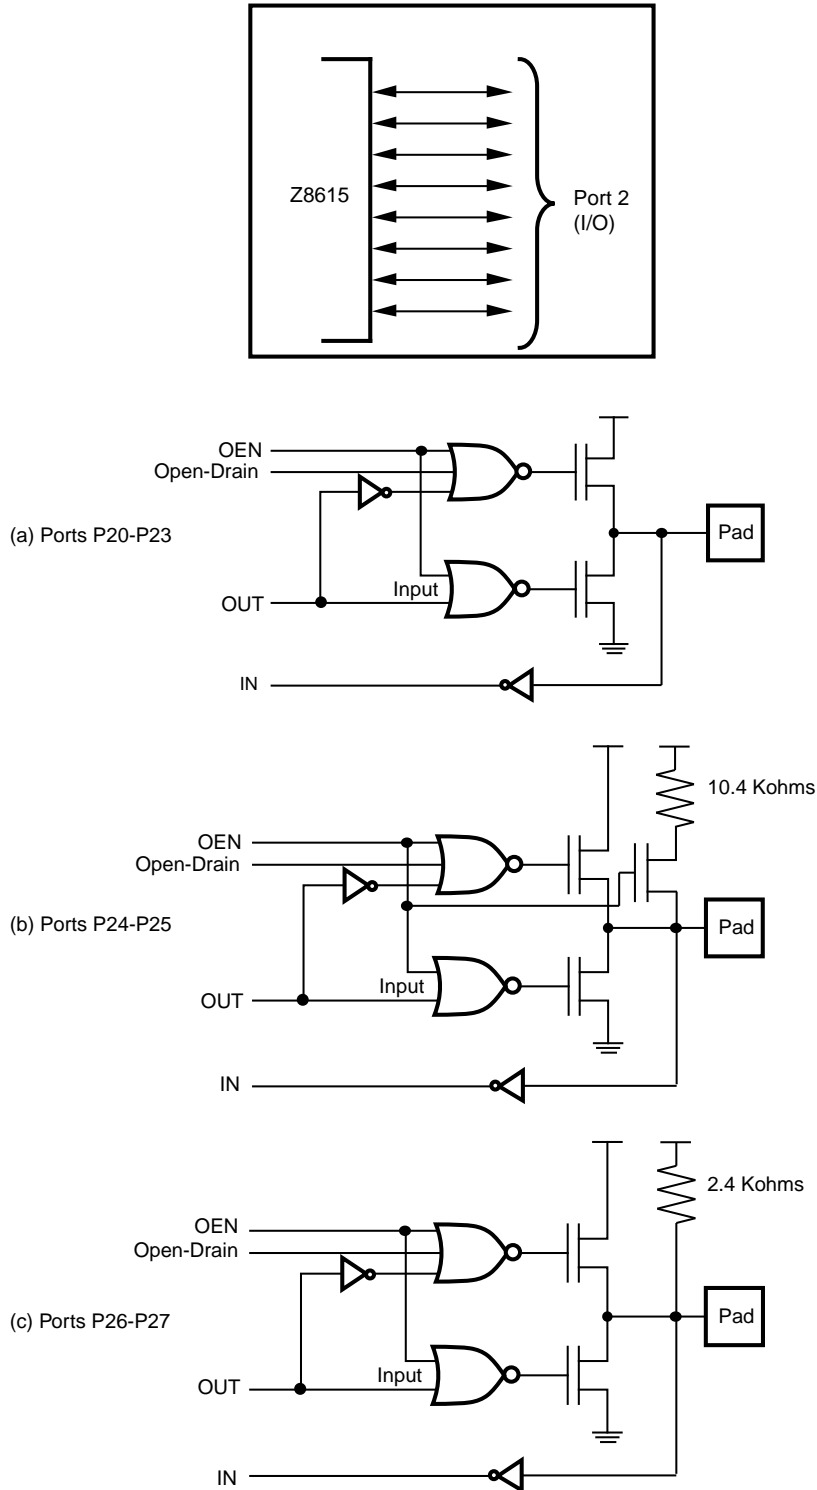 Z8615
Port 2
(I/O)
OEN
Open-Drain
(a) Ports P20-P23
Pad
Input
OUT
IN
10.4 Kohms
OEN
Open-Drain
(b) Ports P24-P25
Pad
Input
OUT
IN
2.4 Kohms
OEN
Open-Drain
(c) Ports P26-P27
Pad
Input
OUT
IN